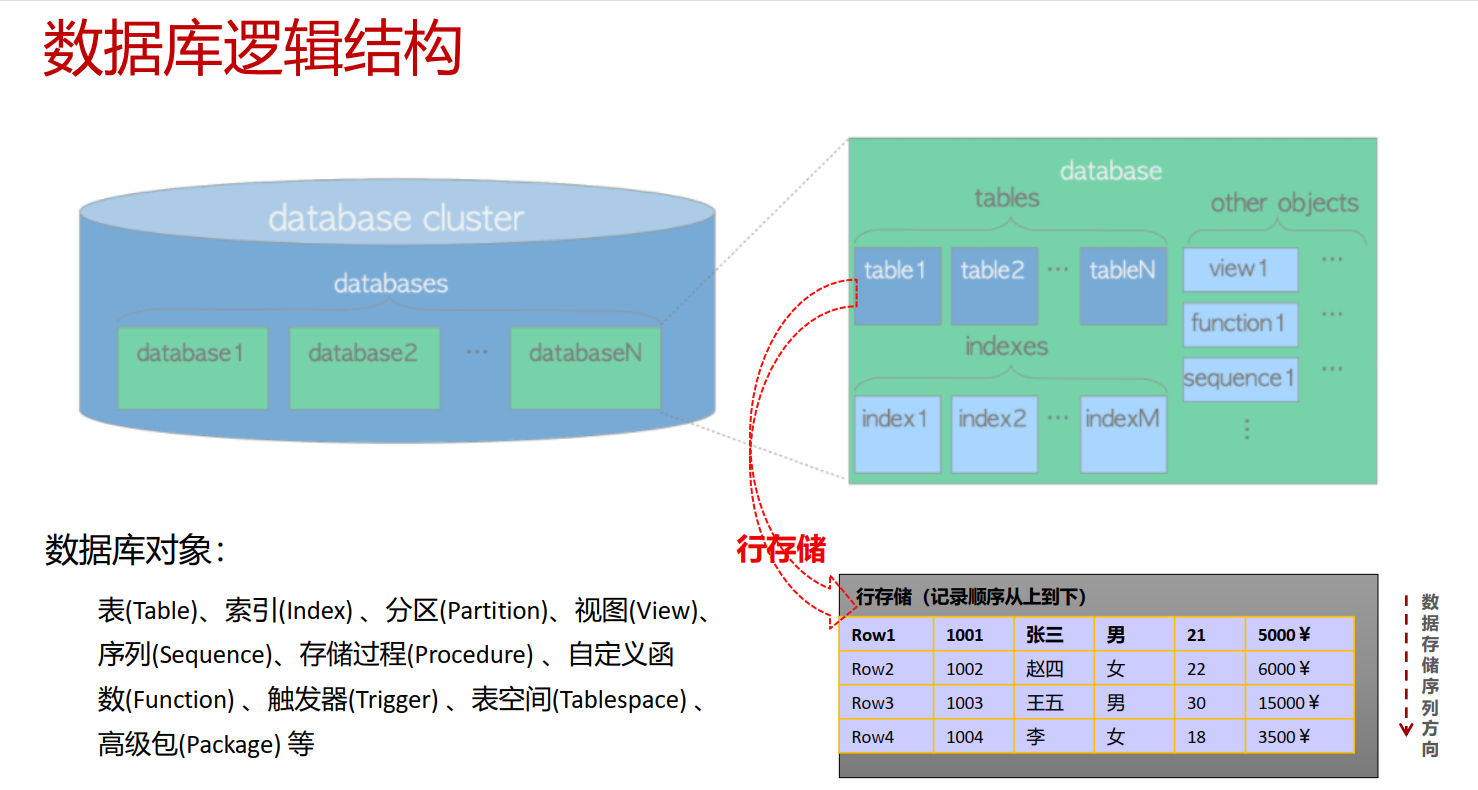 数据库逻辑结构
database cluster
databases
database1
database2
...
databaseN
database
tables
other objects
table1
table2
...
tableN
view1
...
function1
...
sequence1
...
indexes
index1
index2
...
indexM
⋮
数据库对象：
表(Table)、索引(Index) 、分区(Partition)、视图(View)、
序列(Sequence)、存储过程(Procedure) 、自定义函
数(Function) 、触发器(Trigger) 、表空间(Tablespace) 、
高级包(Package) 等
行存储
行存储（记录顺序从上到下）
Row1 1001 张三 男 21 5000￥
Row2 1002 赵四 女 22 6000￥
Row3 1003 王五 男 30 15000￥
Row4 1004 李 女 18 3500￥
数据存储序列方向